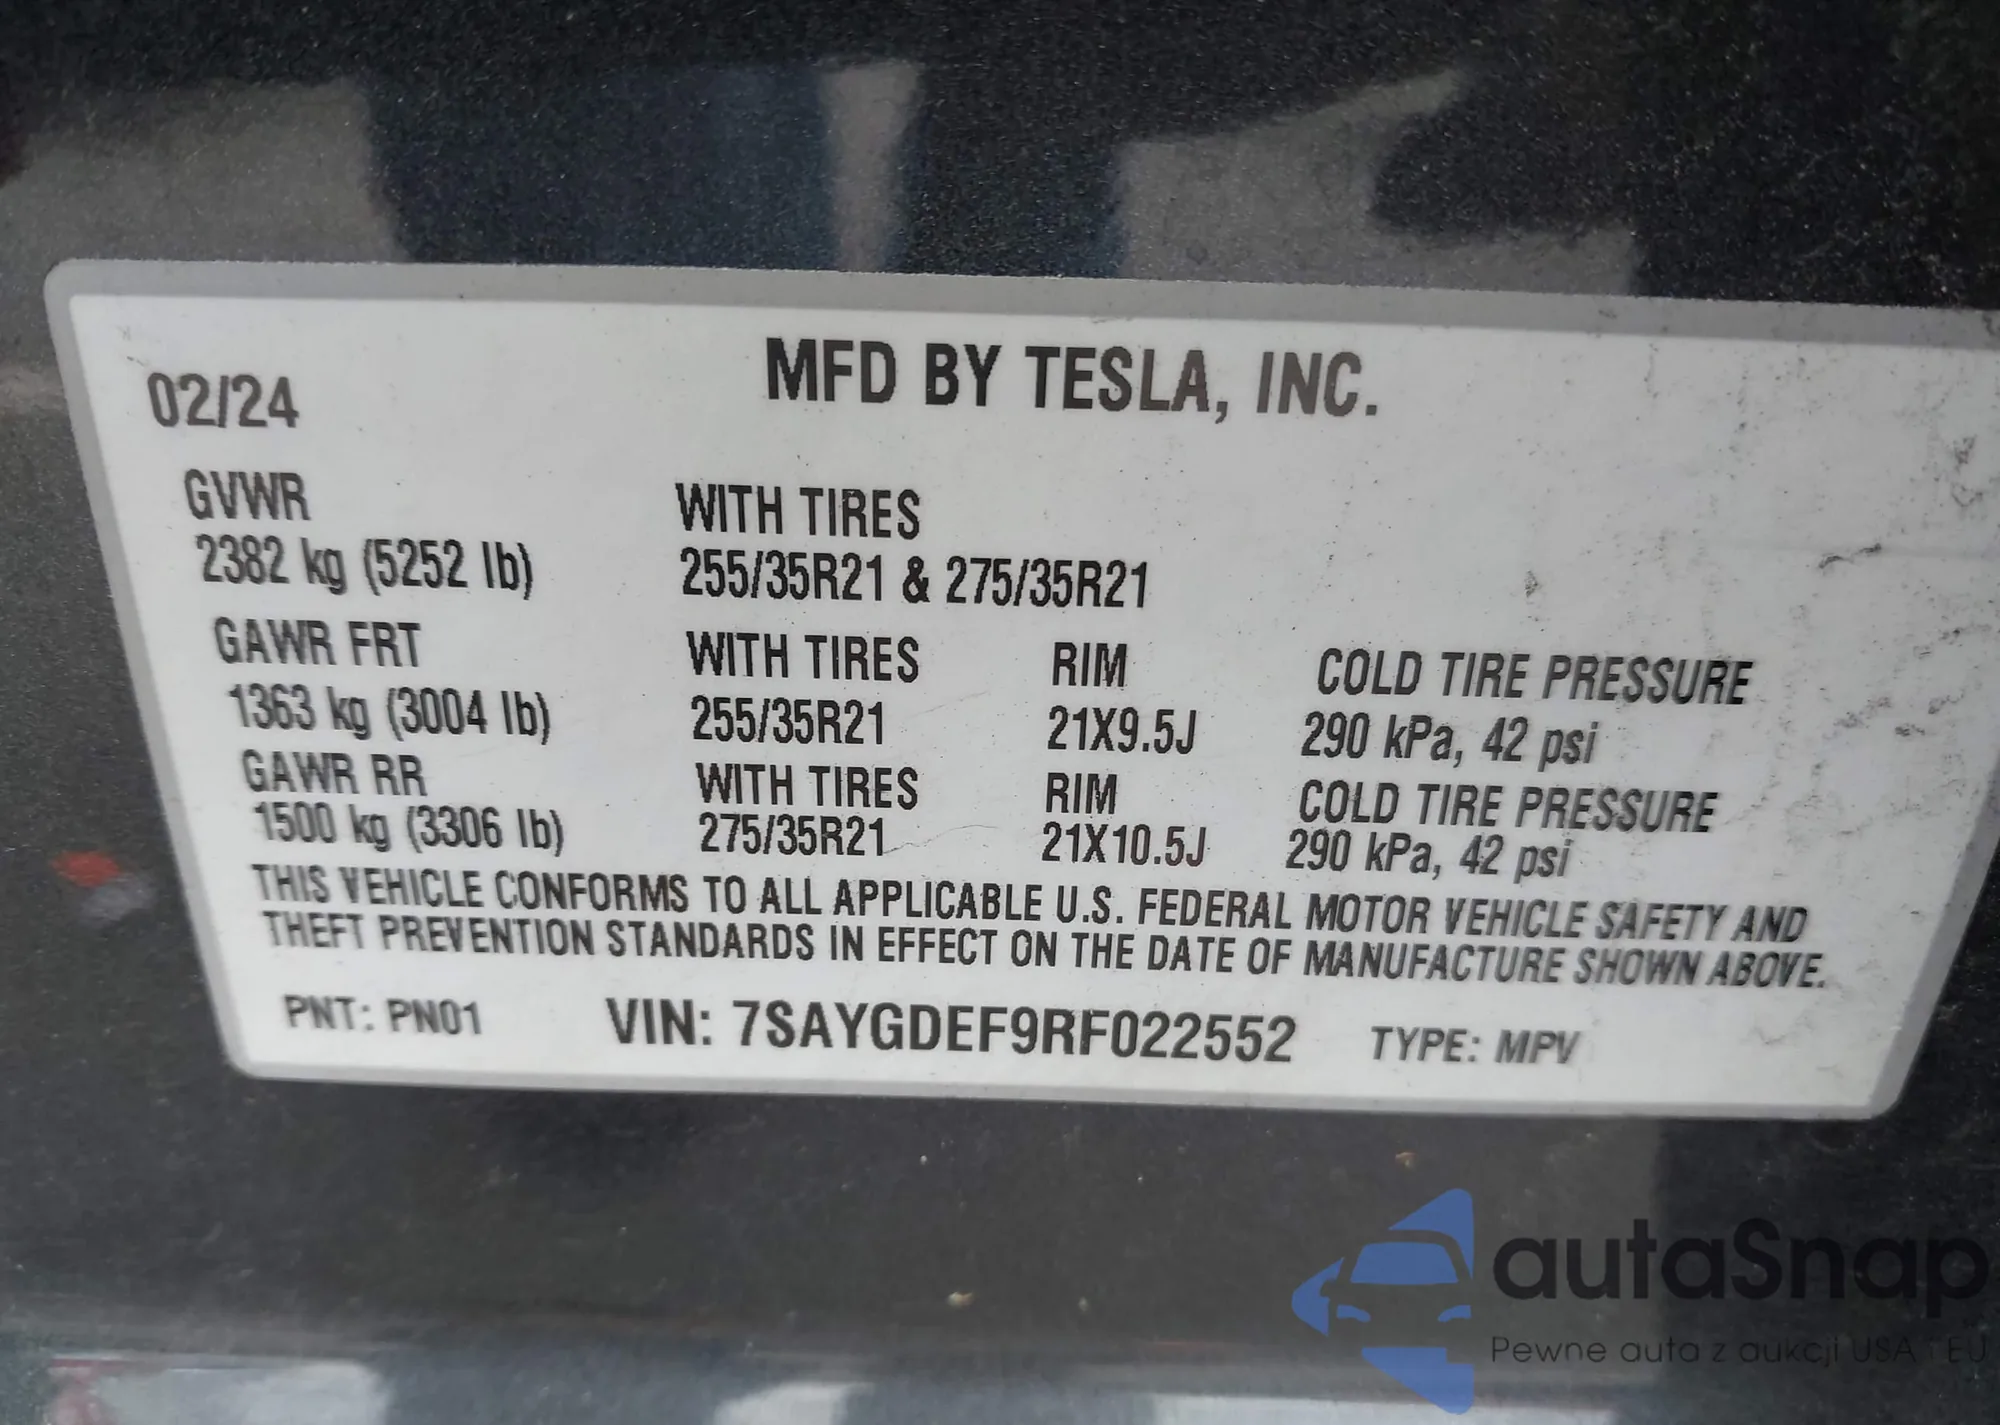 02/24 MFD BY TESLA, INC.
GVWR WITH TIRES
2382 kg (5252 lb) 255/35R21 & 275/35R21
GAWR FRT WITH TIRES RIM COLD TIRE PRESSURE
1363 kg (3004 lb) 255/35R21 21X9.5J 290 kPa, 42 psi
GAWR RR WITH TIRES RIM COLD TIRE PRESSURE
1500 kg (3306 lb) 275/35R21 21X10.5J 290 kPa, 42 psi
THIS VEHICLE CONFORMS TO ALL APPLICABLE U.S. FEDERAL MOTOR VEHICLE SAFETY AND
THEFT PREVENTION STANDARDS IN EFFECT ON THE DATE OF MANUFACTURE SHOWN ABOVE.
PNT: PN01 VIN: 7SAYGDEF9RF022552 TYPE: MPV
autaSnap
Pewne auta z aukcji USA i EU